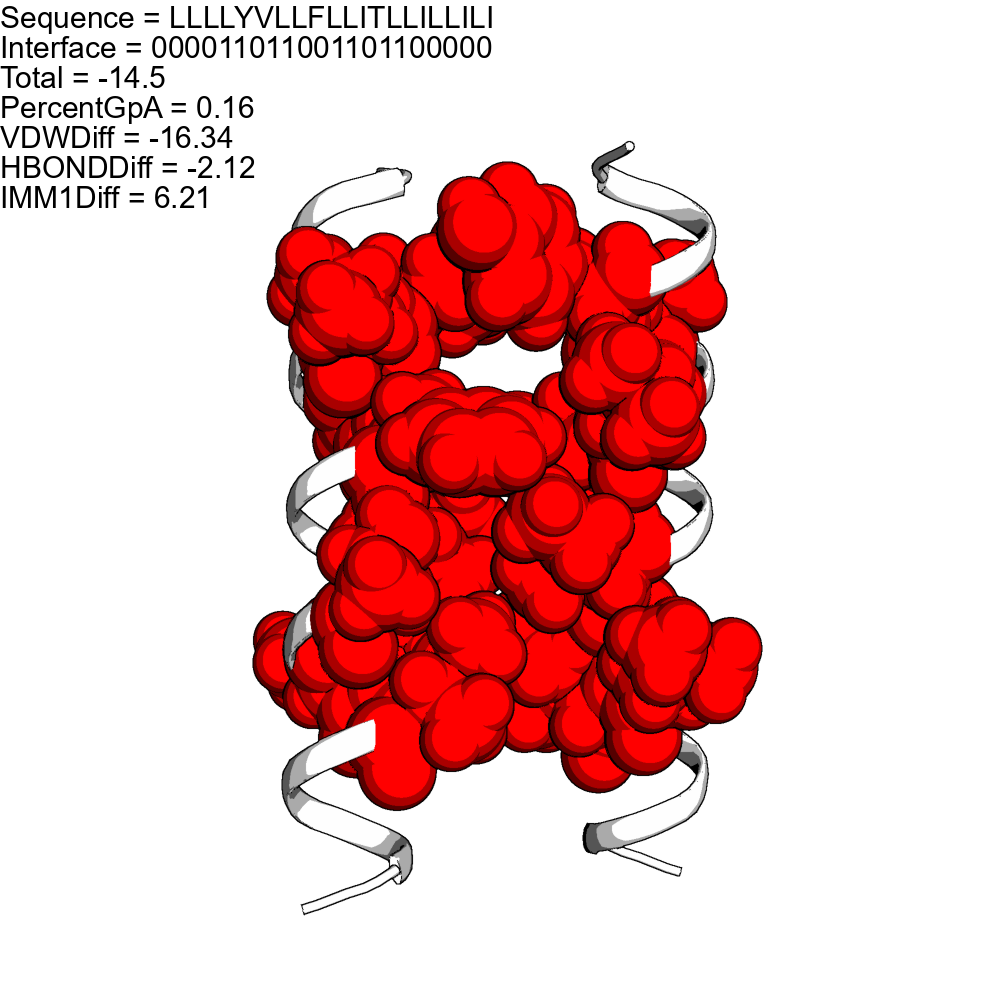 Sequence = LLLLYVLLFLLITLLILLILI
Interface = 000011011001101100000
Total = -14.5
PercentGpA = 0.16
VDWDiff = -16.34
HBONDDiff = -2.12
IMM1Diff = 6.21